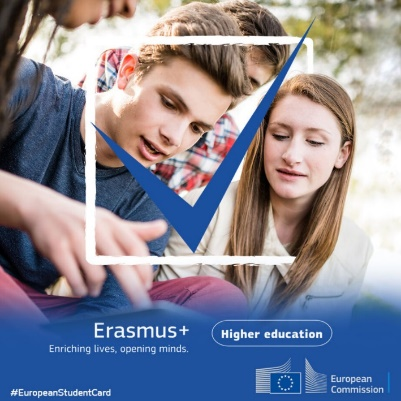 Erasmus+
Higher education
Enriching lives, opening minds.
European
Commission
#EuropeanStudentCard